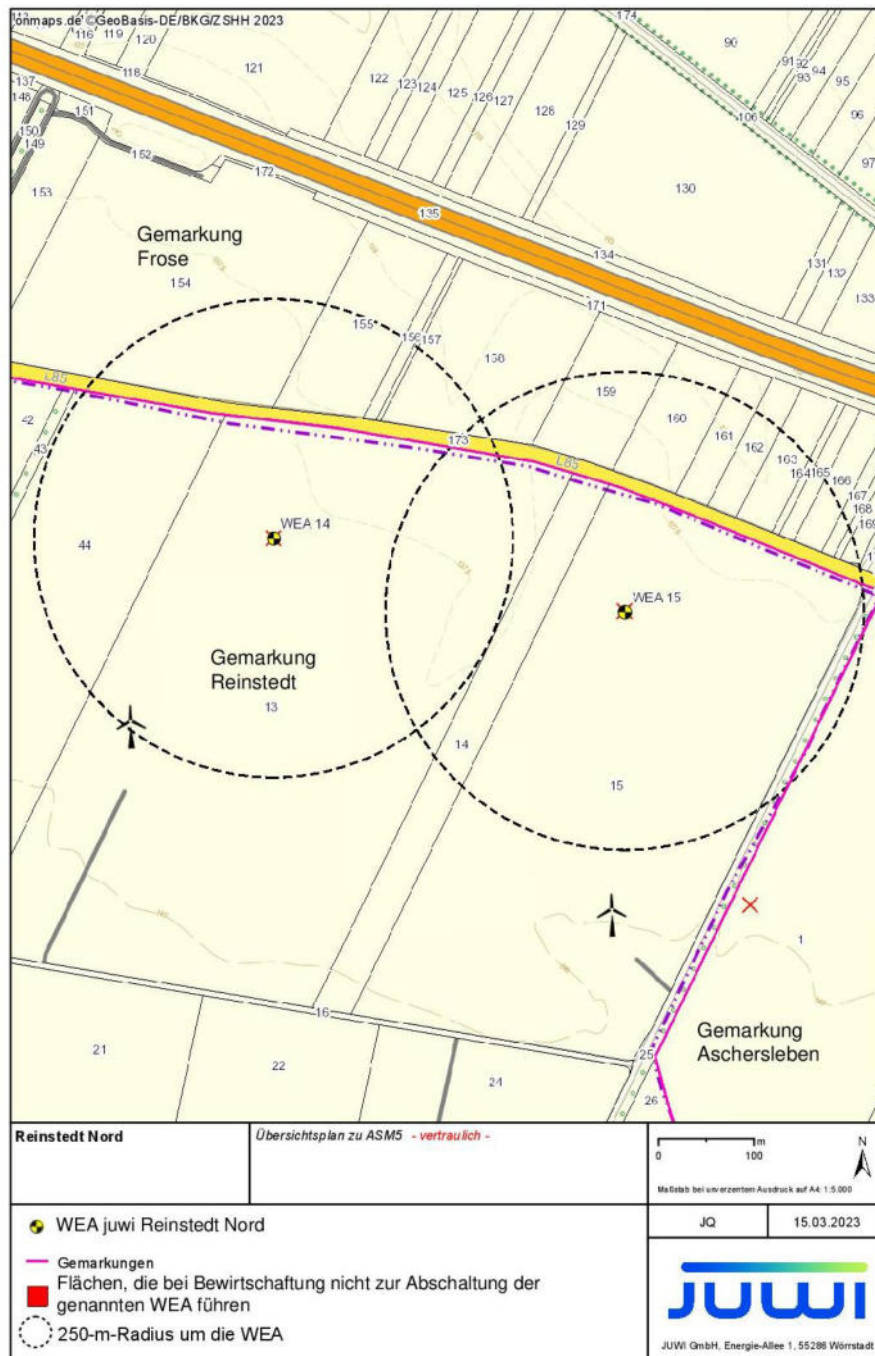 onmaps.de ©GeoBasis-DE/BKG/ZSHH 2023
174
116
119
120
121
122
123
124
125
126
127
128
129
90
91
92
93
94
95
96
97
106
137
148
118
150
149
151
152
153
172
135
130
134
171
131
132
133
Gemarkung
Frose
154
155
156
157
158
159
160
161
162
163
164
165
166
167
168
169
L85
173
L85
42
43
44
WEA 14
WEA 15
Gemarkung
Reinstedt
13
14
15
1
16
21
22
24
25
26
Gemarkung
Aschersleben
Reinstedt Nord
Übersichtsplan zu ASM5 - vertraulich -
m
0 100
N
Maßstab bei unverzerrtem Ausdruck auf A4: 1:5.000
WEA juwi Reinstedt Nord
JQ
15.03.2023
Gemarkungen
Flächen, die bei Bewirtschaftung nicht zur Abschaltung der
genannten WEA führen
250-m-Radius um die WEA
JUWI
JUWI GmbH, Energie-Allee 1, 55286 Wörrstadt